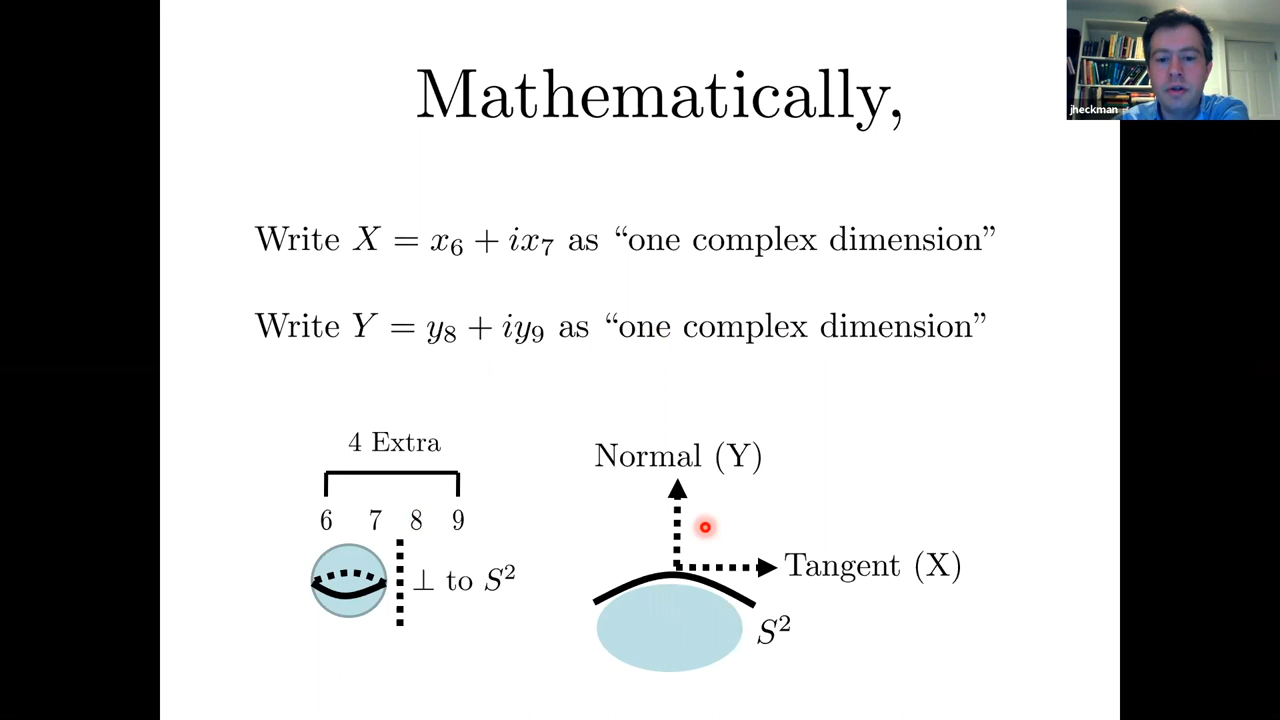 Mathematically,
jheckman
Write X = x₆ + ix₇ as “one complex dimension”
Write Y = y₈ + iy₉ as “one complex dimension”
4 Extra
6 7 8 9
⊥ to S²
Normal (Y)
Tangent (X)
S²